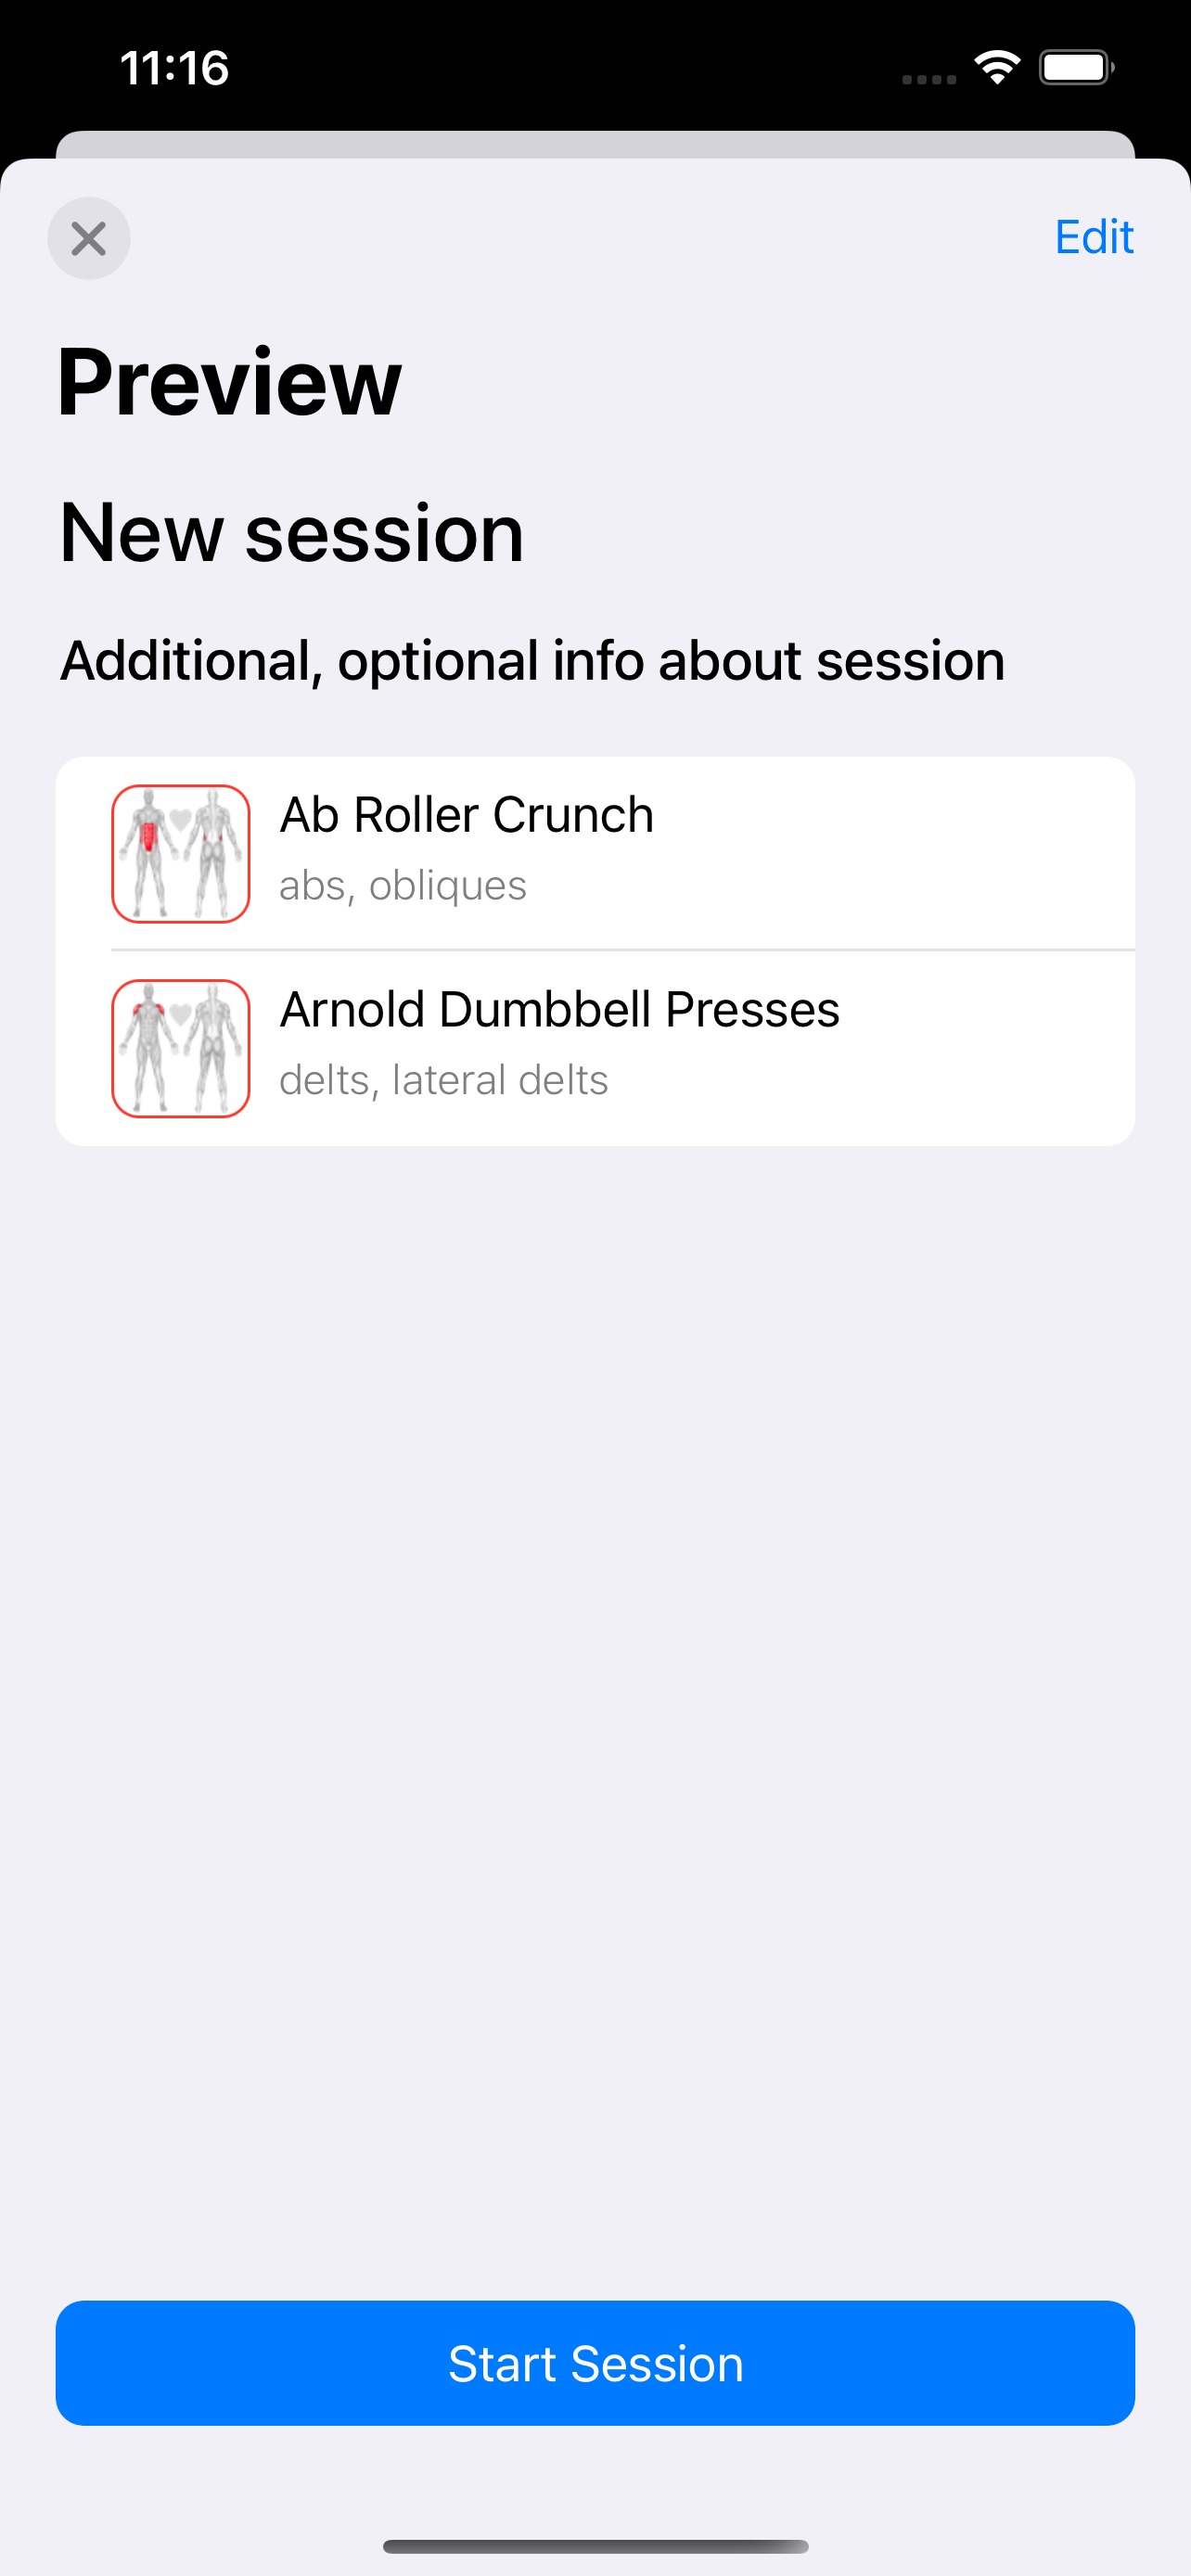 11:16
Edit
Preview
New session
Additional, optional info about session
Ab Roller Crunch
abs, obliques
Arnold Dumbbell Presses
delts, lateral delts
Start Session